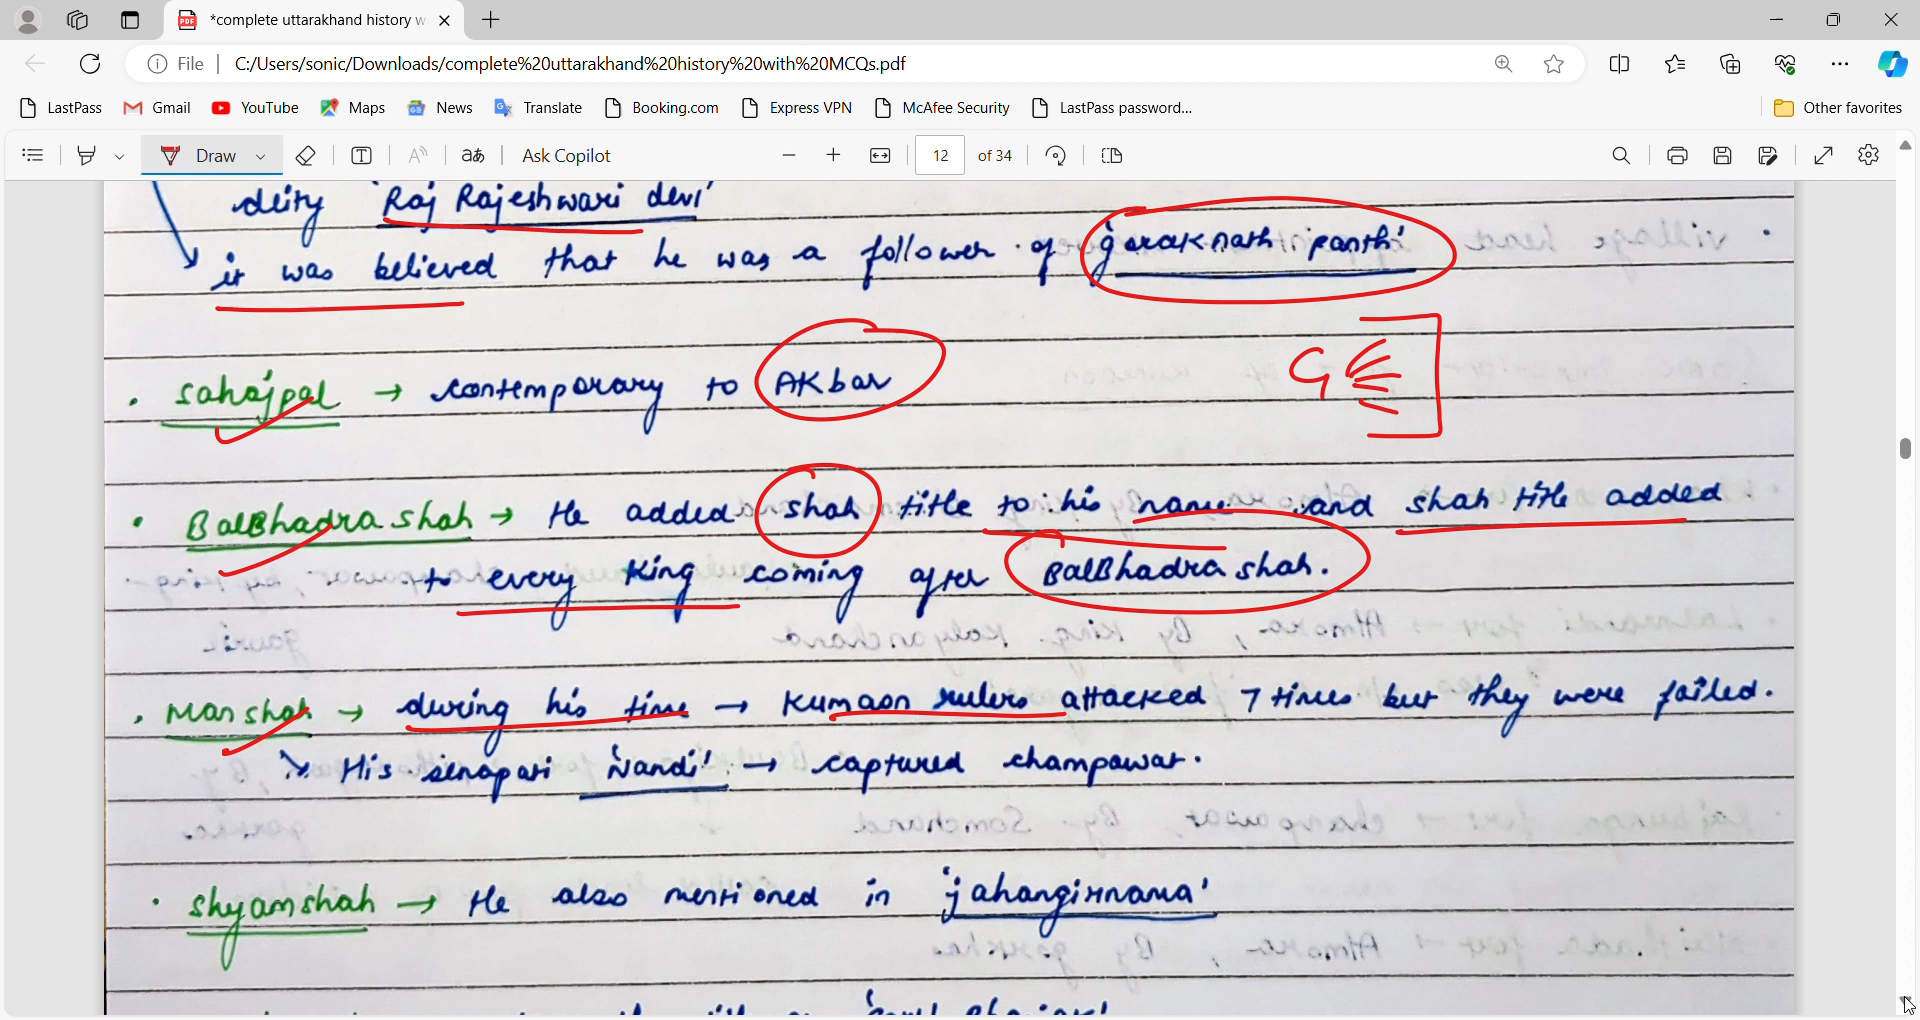 *complete uttarakhand history w
File C:/Users/sonic/Downloads/complete%20uttarakhand%20history%20with%20MCQs.pdf
LastPass Gmail YouTube Maps News Translate Booking.com Express VPN McAfee Security LastPass password... Other favorites
Draw Ask Copilot 12 of 34
deity 'Raj Rajeshwari devi'
it was believed that he was a follower of 'goraknath panthi'
• sahajpal → contemporary to AKbar
G
• BalBhadra shah → He added shah title to his name and shah title added
to every king coming after BalBhadra shah.
• Man shah → during his time → Kumaon rulers attacked 7 times but they were failed.
His senapati 'Nandi' → captured champawat.
• shyamshah → He also mentioned in 'jahangirnama'